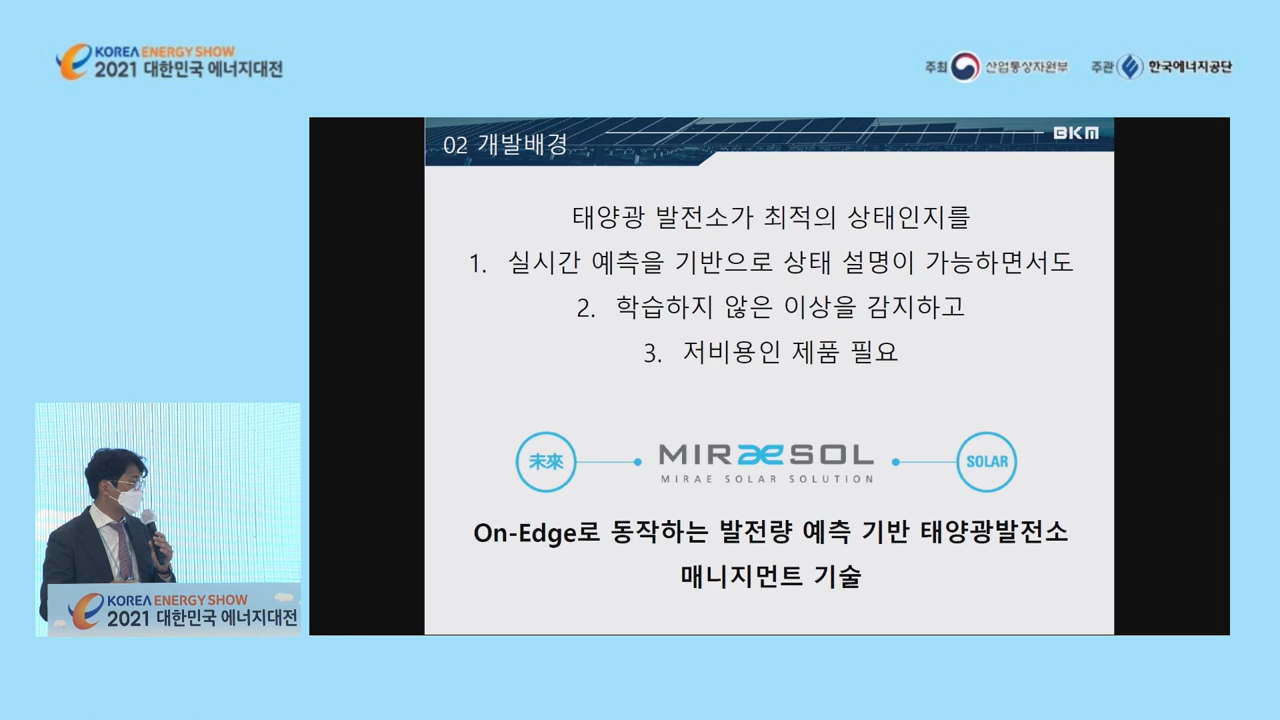 KOREA ENERGY SHOW
2021 대한민국 에너지대전
주최 산업통상자원부 주관 한국에너지공단
02 개발배경
BKM
태양광 발전소가 최적의 상태인지를
1. 실시간 예측을 기반으로 상태 설명이 가능하면서도
2. 학습하지 않은 이상을 감지하고
3. 저비용인 제품 필요
未來 MIRAESOL SOLAR
MIRAE SOLAR SOLUTION
On-Edge로 동작하는 발전량 예측 기반 태양광발전소
매니지먼트 기술
KOREA ENERGY SHOW
2021 대한민국 에너지대전